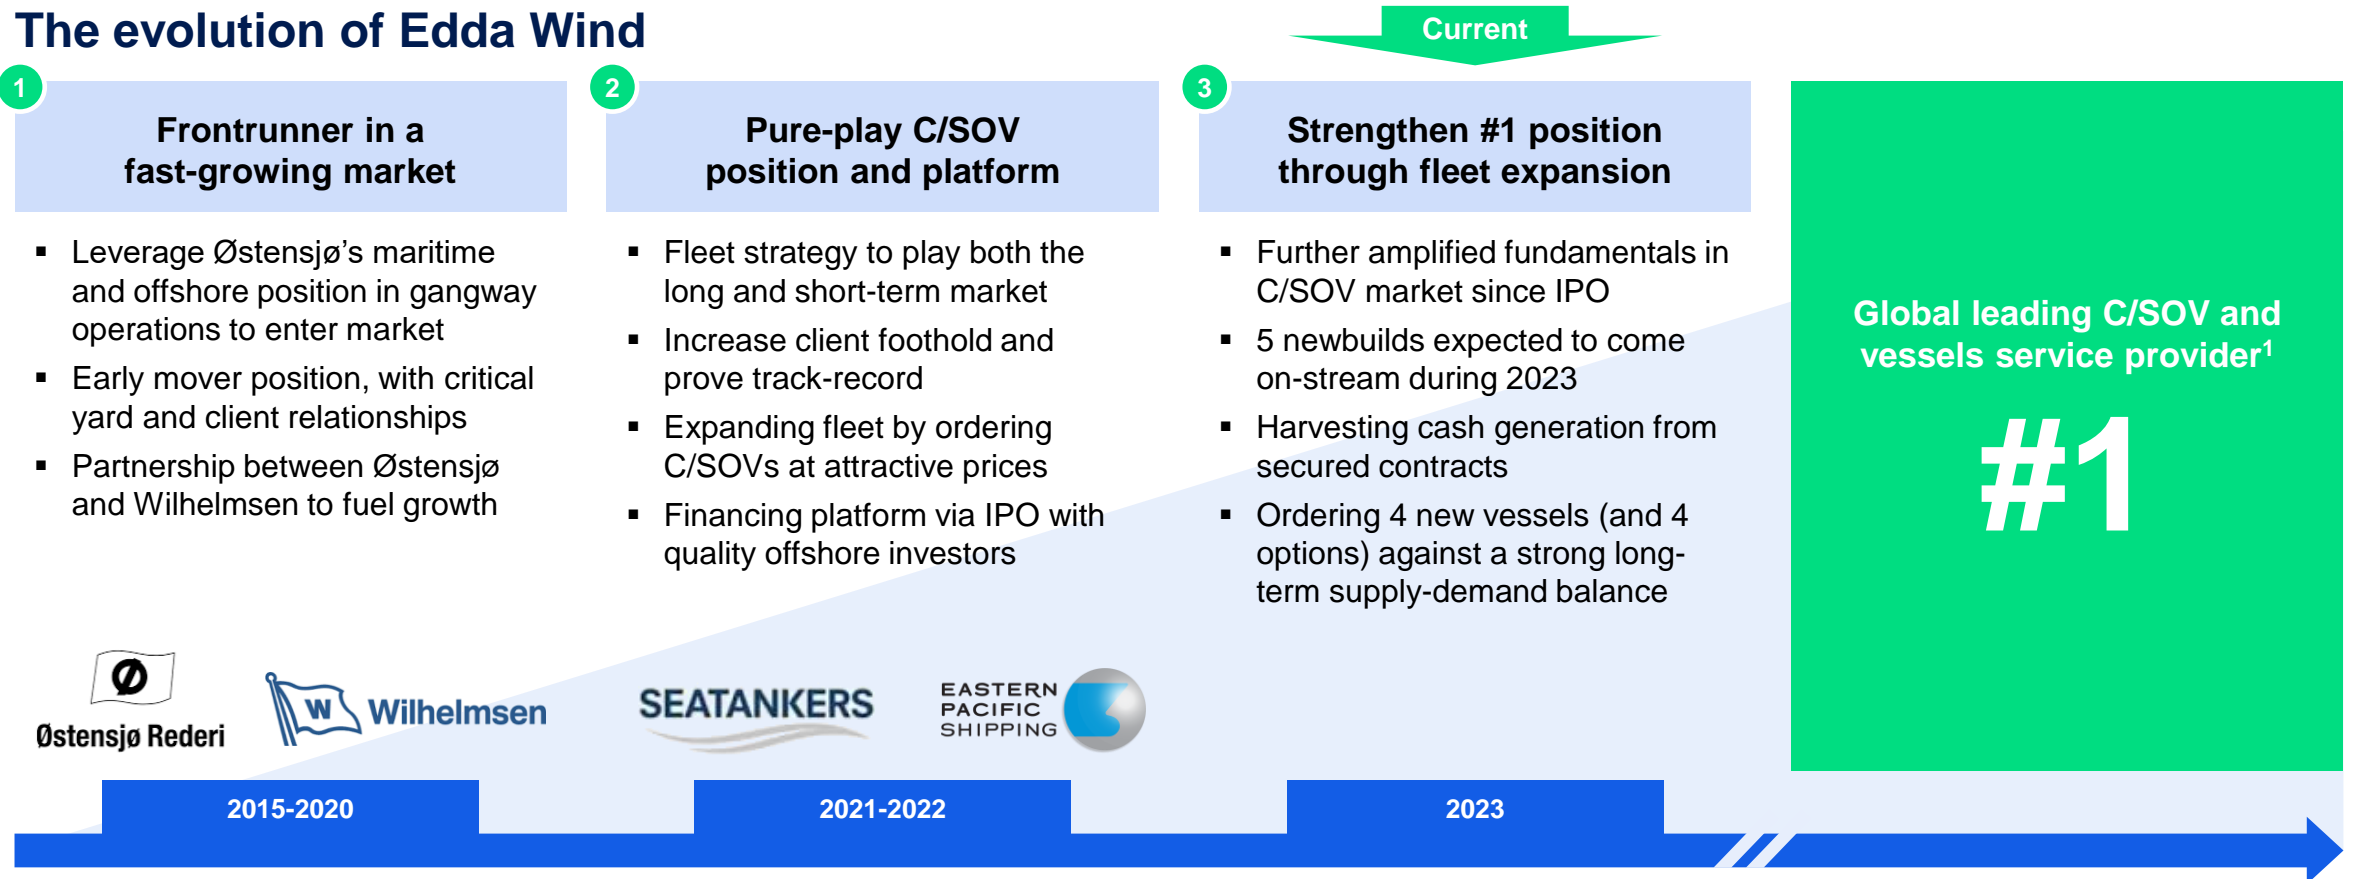 The evolution of Edda Wind
Current
1
Frontrunner in a
fast-growing market
▪ Leverage Østensjø’s maritime
and offshore position in gangway
operations to enter market
▪ Early mover position, with critical
yard and client relationships
▪ Partnership between Østensjø
and Wilhelmsen to fuel growth
Ø
Østensjø Rederi
W
Wilhelmsen
2015-2020
2
Pure-play C/SOV
position and platform
▪ Fleet strategy to play both the
long and short-term market
▪ Increase client foothold and
prove track-record
▪ Expanding fleet by ordering
C/SOVs at attractive prices
▪ Financing platform via IPO with
quality offshore investors
SEATANKERS
EASTERN
PACIFIC
SHIPPING
2021-2022
3
Strengthen #1 position
through fleet expansion
▪ Further amplified fundamentals in
C/SOV market since IPO
▪ 5 newbuilds expected to come
on-stream during 2023
▪ Harvesting cash generation from
secured contracts
▪ Ordering 4 new vessels (and 4
options) against a strong long-
term supply-demand balance
2023
Global leading C/SOV and
vessels service provider¹
#1